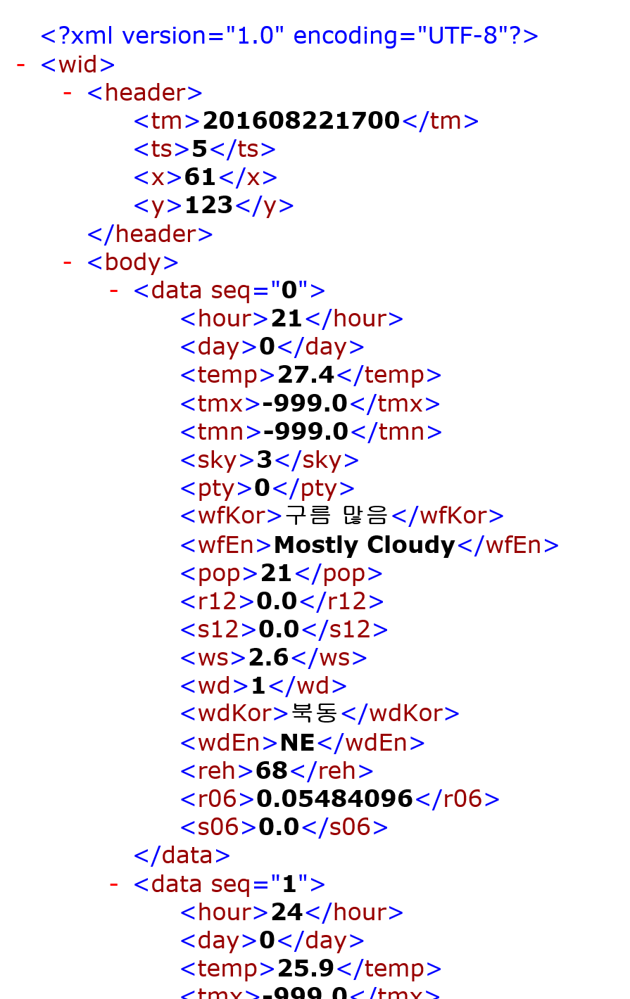 <?xml version="1.0" encoding="UTF-8"?>
- <wid>
- <header>
<tm>201608221700</tm>
<ts>5</ts>
<x>61</x>
<y>123</y>
</header>
- <body>
- <data seq="0">
<hour>21</hour>
<day>0</day>
<temp>27.4</temp>
<tmx>-999.0</tmx>
<tmn>-999.0</tmn>
<sky>3</sky>
<pty>0</pty>
<wfKor>구름 많음</wfKor>
<wfEn>Mostly Cloudy</wfEn>
<pop>21</pop>
<r12>0.0</r12>
<s12>0.0</s12>
<ws>2.6</ws>
<wd>1</wd>
<wdKor>북동</wdKor>
<wdEn>NE</wdEn>
<reh>68</reh>
<r06>0.05484096</r06>
<s06>0.0</s06>
</data>
- <data seq="1">
<hour>24</hour>
<day>0</day>
<temp>25.9</temp>
<tmx>-999.0</tmx>